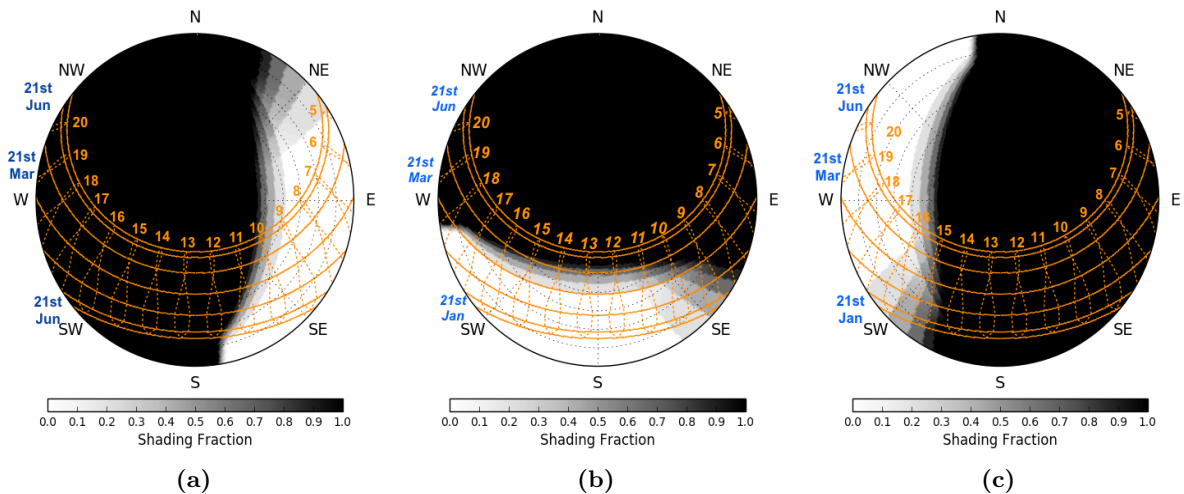 N
NW
NE
21st
Jun
21st
Mar
W
E
21st
Jun
SW
SE
S
20
19
18
17
16
15
14
13
12
11
10
9
8
7
6
5
0.0 0.1 0.2 0.3 0.4 0.5 0.6 0.7 0.8 0.9 1.0
Shading Fraction
(a)
N
NW
NE
21st
Jun
21st
Mar
W
E
21st
Jan
SW
SE
S
20
19
18
17
16
15
14
13
12
11
10
9
8
7
6
5
0.0 0.1 0.2 0.3 0.4 0.5 0.6 0.7 0.8 0.9 1.0
Shading Fraction
(b)
N
NW
NE
21st
Jun
21st
Mar
W
E
21st
Jan
SW
SE
S
20
19
18
17
16
15
14
13
12
11
10
9
8
7
6
5
0.0 0.1 0.2 0.3 0.4 0.5 0.6 0.7 0.8 0.9 1.0
Shading Fraction
(c)